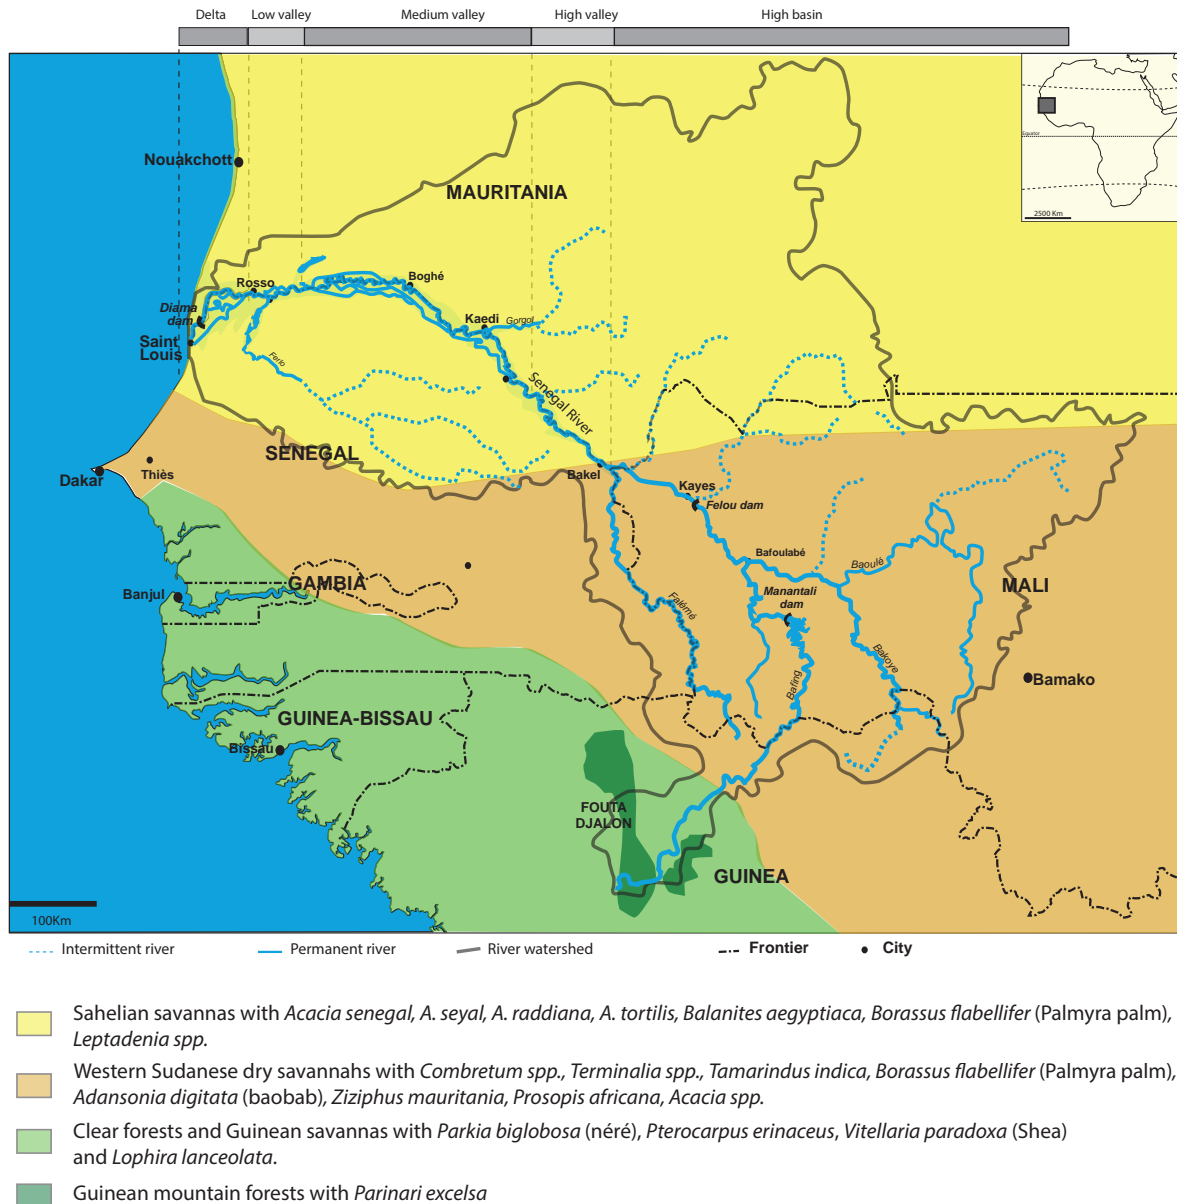 Delta
Low valley
Medium valley
High valley
High basin
Equator
2500 Km
Nouakchott
MAURITANIA
Rosso
Boghé
Diama
dam
Kaedi
Gorgol
Saint
Louis
Ferlo
Senegal River
SENEGAL
Dakar
Thiès
Bakel
Kayes
Felou dam
Bafoulabé
Baoulé
GAMBIA
MALI
Banjul
Manantali
dam
Falémé
Bakoye
Bafing
Bamako
GUINEA-BISSAU
Bissau
FOUTA
DJALON
GUINEA
100Km
Intermittent river
Permanent river
River watershed
Frontier
City
Sahelian savannas with Acacia senegal, A. seyal, A. raddiana, A. tortilis, Balanites aegyptiaca, Borassus flabellifer (Palmyra palm),
Leptadenia spp.
Western Sudanese dry savannahs with Combretum spp., Terminalia spp., Tamarindus indica, Borassus flabellifer (Palmyra palm),
Adansonia digitata (baobab), Ziziphus mauritania, Prosopis africana, Acacia spp.
Clear forests and Guinean savannas with Parkia biglobosa (néré), Pterocarpus erinaceus, Vitellaria paradoxa (Shea)
and Lophira lanceolata.
Guinean mountain forests with Parinari excelsa